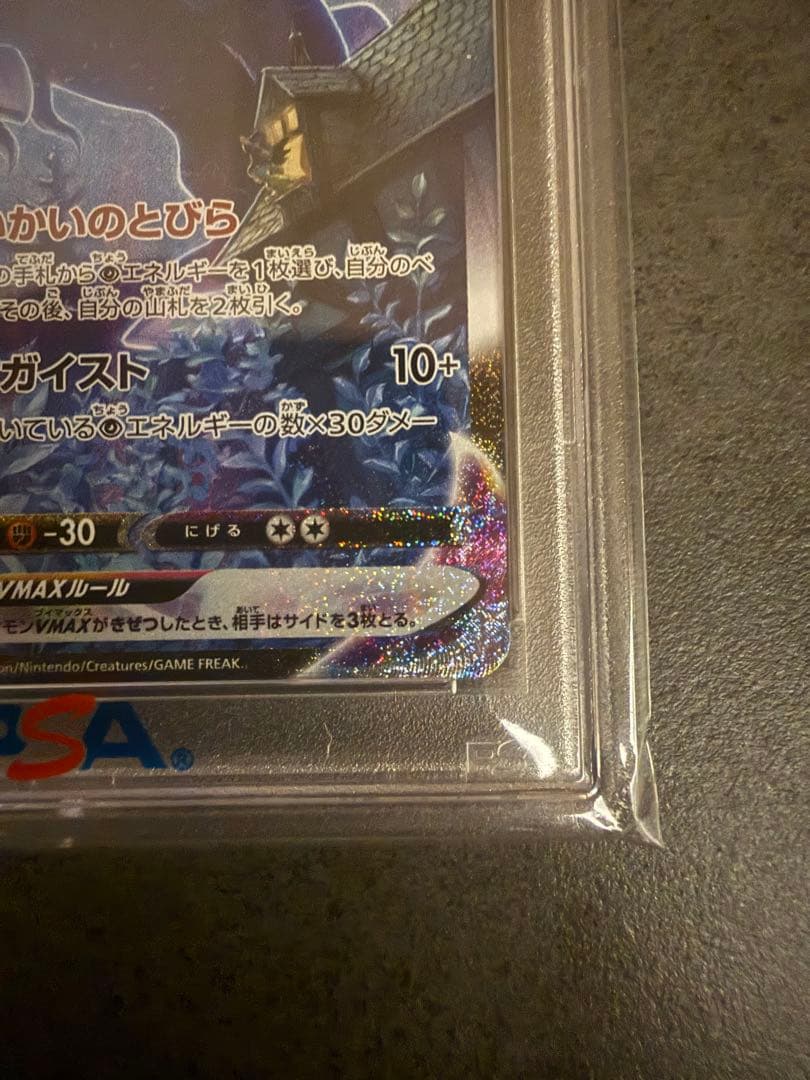 かいのとびら
の手札からエネルギーを1枚選び、自分のベ
その後、自分の山札を2枚引く。
ガイスト 10+
いているエネルギーの数×30ダメー
-30 にげる
VMAXルール
モンVMAXがきぜつしたとき、相手はサイドを3枚とる。
on/Nintendo/Creatures/GAME FREAK.
PSA®